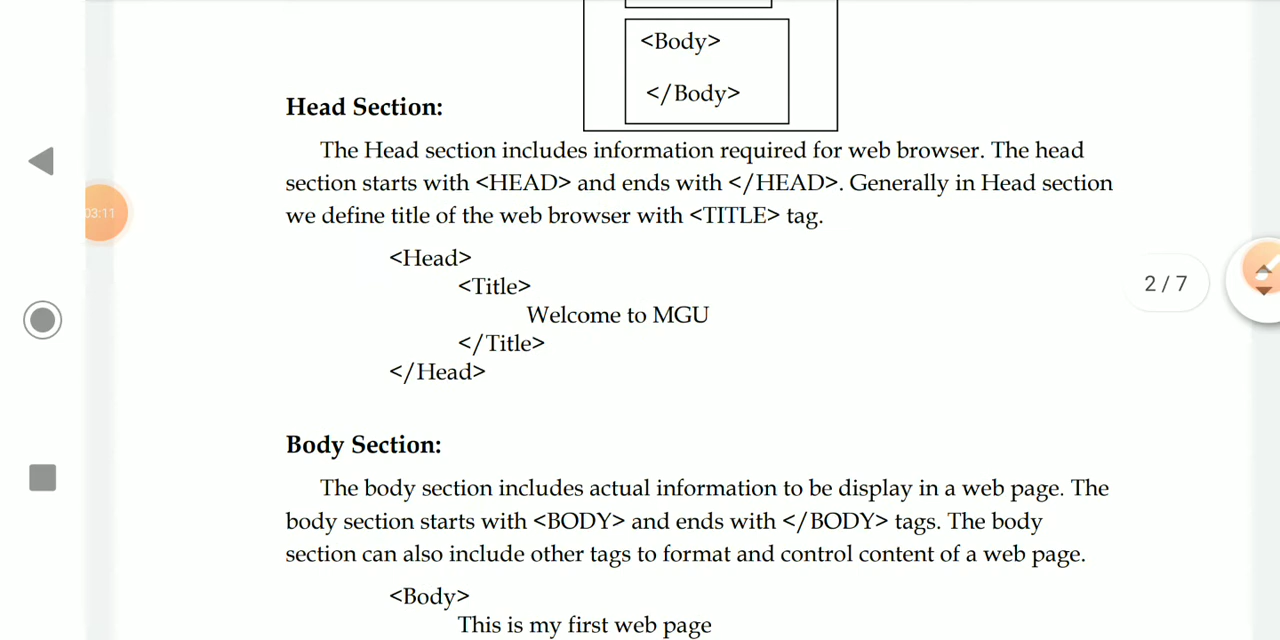 <Body>
</Body>
Head Section:
The Head section includes information required for web browser. The head
section starts with <HEAD> and ends with </HEAD>. Generally in Head section
we define title of the web browser with <TITLE> tag.
03:11
<Head>
<Title>
2 / 7
Welcome to MGU
</Title>
</Head>
Body Section:
The body section includes actual information to be display in a web page. The
body section starts with <BODY> and ends with </BODY> tags. The body
section can also include other tags to format and control content of a web page.
<Body>
This is my first web page